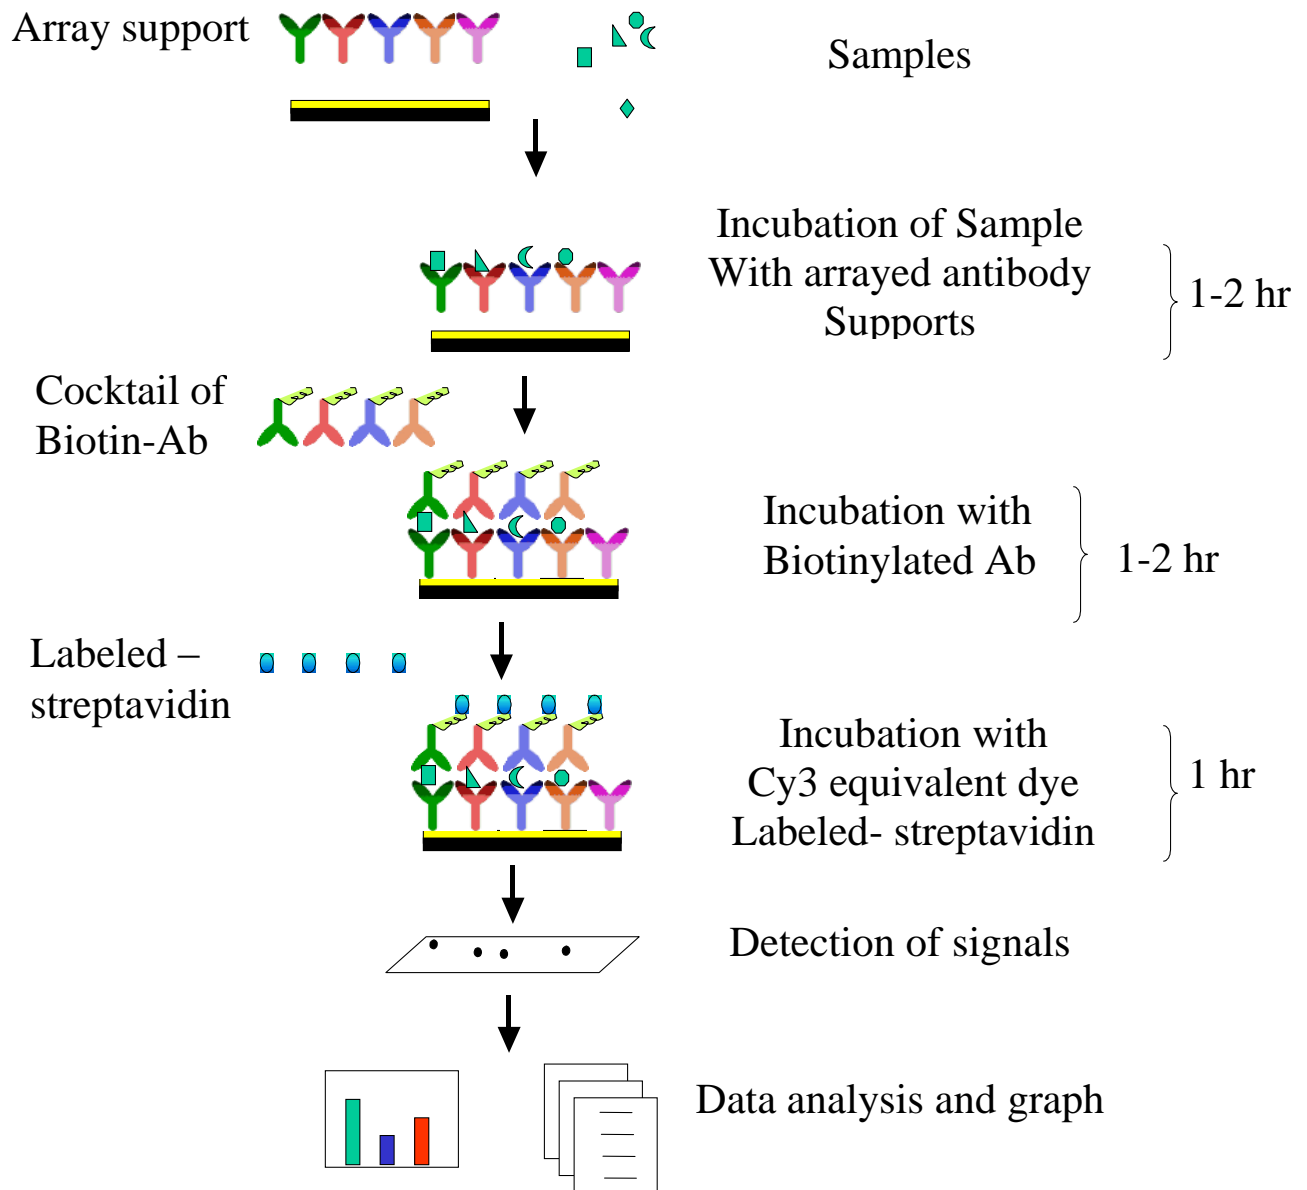 Array support
Samples
Incubation of Sample
With arrayed antibody
Supports
1-2 hr
Cocktail of
Biotin-Ab
Incubation with
Biotinylated Ab
1-2 hr
Labeled –
streptavidin
Incubation with
Cy3 equivalent dye
Labeled- streptavidin
1 hr
Detection of signals
Data analysis and graph